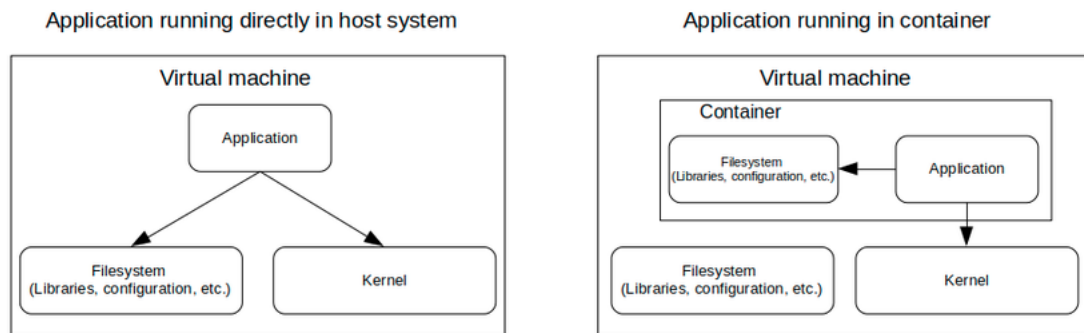 Application running directly in host system
Virtual machine
Application
Filesystem
(Libraries, configuration, etc.)
Kernel
Application running in container
Virtual machine
Container
Filesystem
(Libraries, configuration, etc.)
Application
Filesystem
(Libraries, configuration, etc.)
Kernel